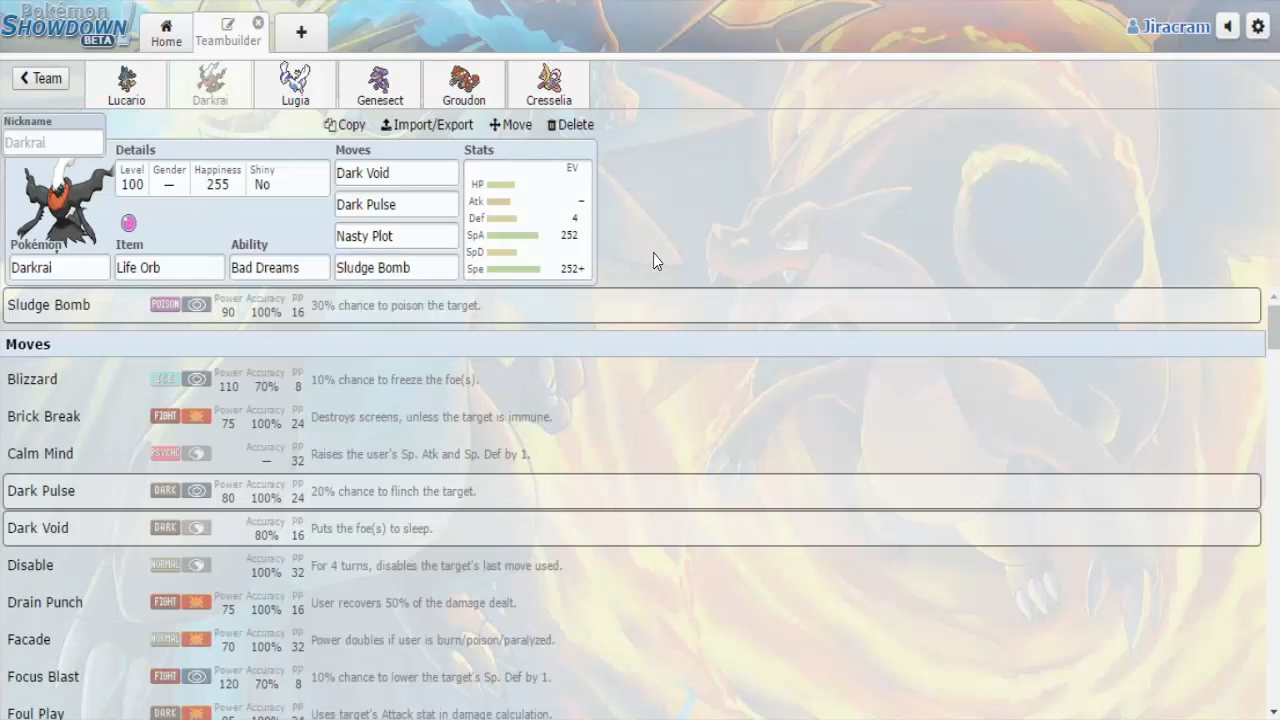 Pokémon
SHOWDOWN
BETA
Home
Teambuilder
+
Jiracram
Team
Lucario
Darkrai
Lugia
Genesect
Groudon
Cresselia
Nickname
Darkrai
Copy Import/Export Move Delete
Details
Level Gender Happiness Shiny
100 — 255 No
Moves
Dark Void
Dark Pulse
Nasty Plot
Sludge Bomb
Stats
EV
HP
Atk –
Def 4
SpA 252
SpD
Spe 252+
Pokémon Item Ability
Darkrai Life Orb Bad Dreams
Sludge Bomb POISON Power 90 Accuracy 100% PP 16 30% chance to poison the target.
Moves
Blizzard ICE Power 110 Accuracy 70% PP 8 10% chance to freeze the foe(s).
Brick Break FIGHT Power 75 Accuracy 100% PP 24 Destroys screens, unless the target is immune.
Calm Mind PSYCHC Accuracy — PP 32 Raises the user's Sp. Atk and Sp. Def by 1.
Dark Pulse DARK Power 80 Accuracy 100% PP 24 20% chance to flinch the target.
Dark Void DARK Accuracy 80% PP 16 Puts the foe(s) to sleep.
Disable NORMAL Accuracy 100% PP 32 For 4 turns, disables the target's last move used.
Drain Punch FIGHT Power 75 Accuracy 100% PP 16 User recovers 50% of the damage dealt.
Facade NORMAL Power 70 Accuracy 100% PP 32 Power doubles if user is burn/poison/paralyzed.
Focus Blast FIGHT Power 120 Accuracy 70% PP 8 10% chance to lower the target's Sp. Def by 1.
Foul Play DARK Power 95 Accuracy 100% PP 24 Uses target's Attack stat in damage calculation.